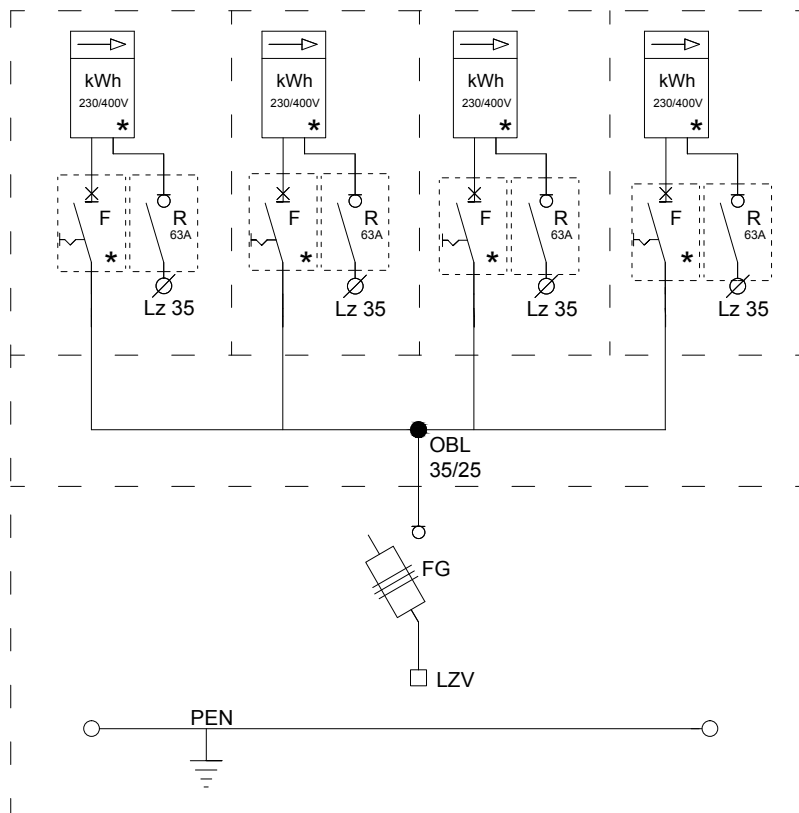 kWh
230/400V
*
F
*
R
63A
Lz 35
kWh
230/400V
*
F
*
R
63A
Lz 35
kWh
230/400V
*
F
*
R
63A
Lz 35
kWh
230/400V
*
F
*
R
63A
Lz 35
OBL
35/25
FG
LZV
PEN